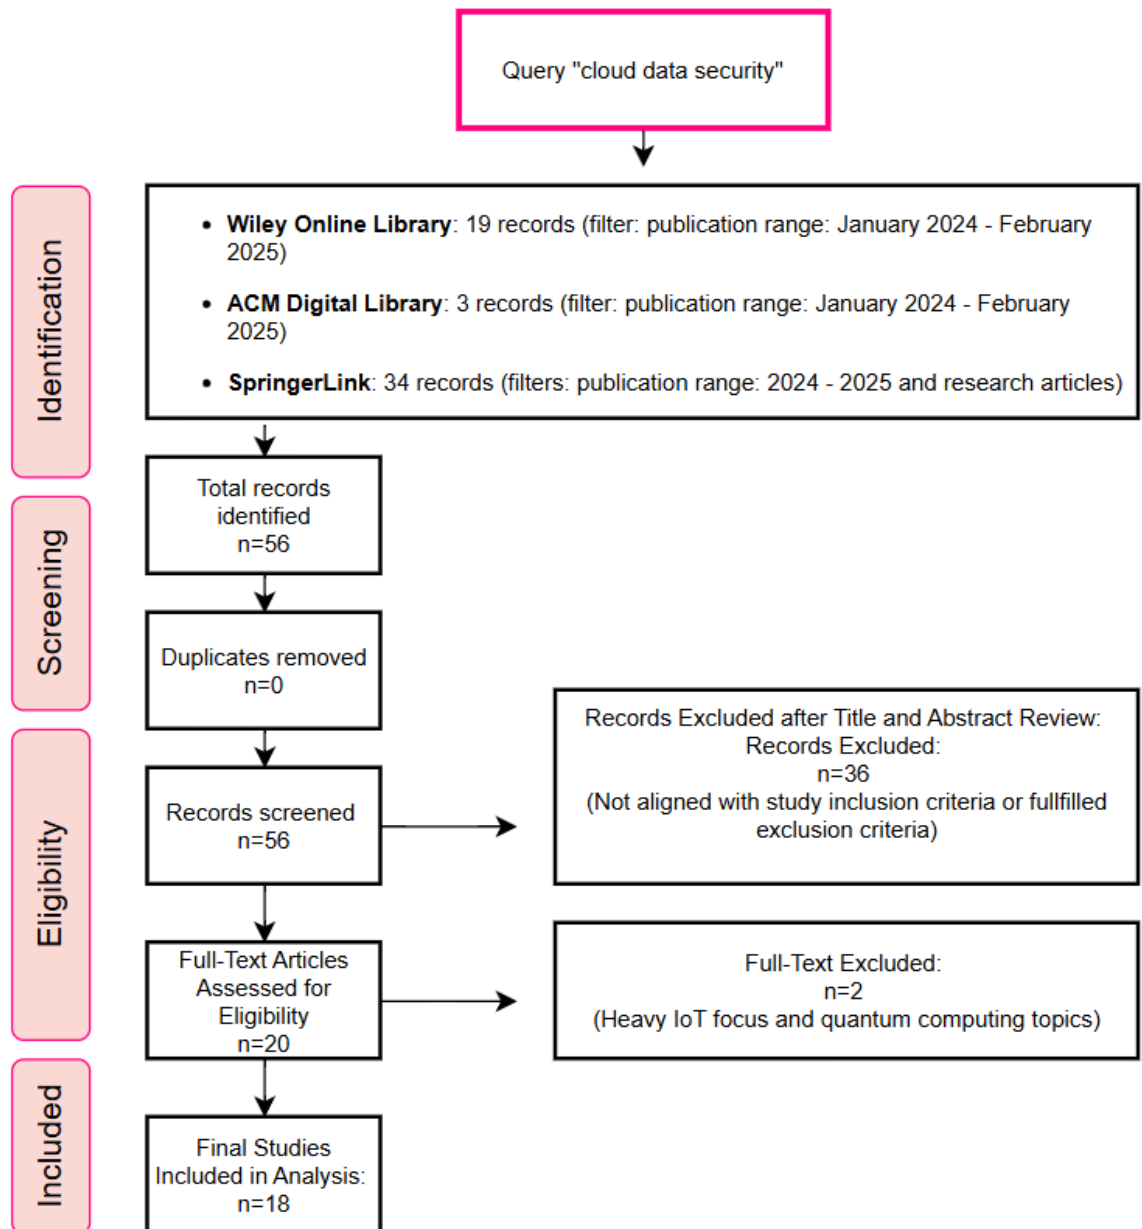 Query "cloud data security"
Identification
• Wiley Online Library: 19 records (filter: publication range: January 2024 - February
2025)
• ACM Digital Library: 3 records (filter: publication range: January 2024 - February
2025)
• SpringerLink: 34 records (filters: publication range: 2024 - 2025 and research articles)
Screening
Total records
identified
n=56
Duplicates removed
n=0
Eligibility
Records screened
n=56
Records Excluded after Title and Abstract Review:
Records Excluded:
n=36
(Not aligned with study inclusion criteria or fullfilled
exclusion criteria)
Full-Text Articles
Assessed for
Eligibility
n=20
Full-Text Excluded:
n=2
(Heavy IoT focus and quantum computing topics)
Included
Final Studies
Included in Analysis:
n=18